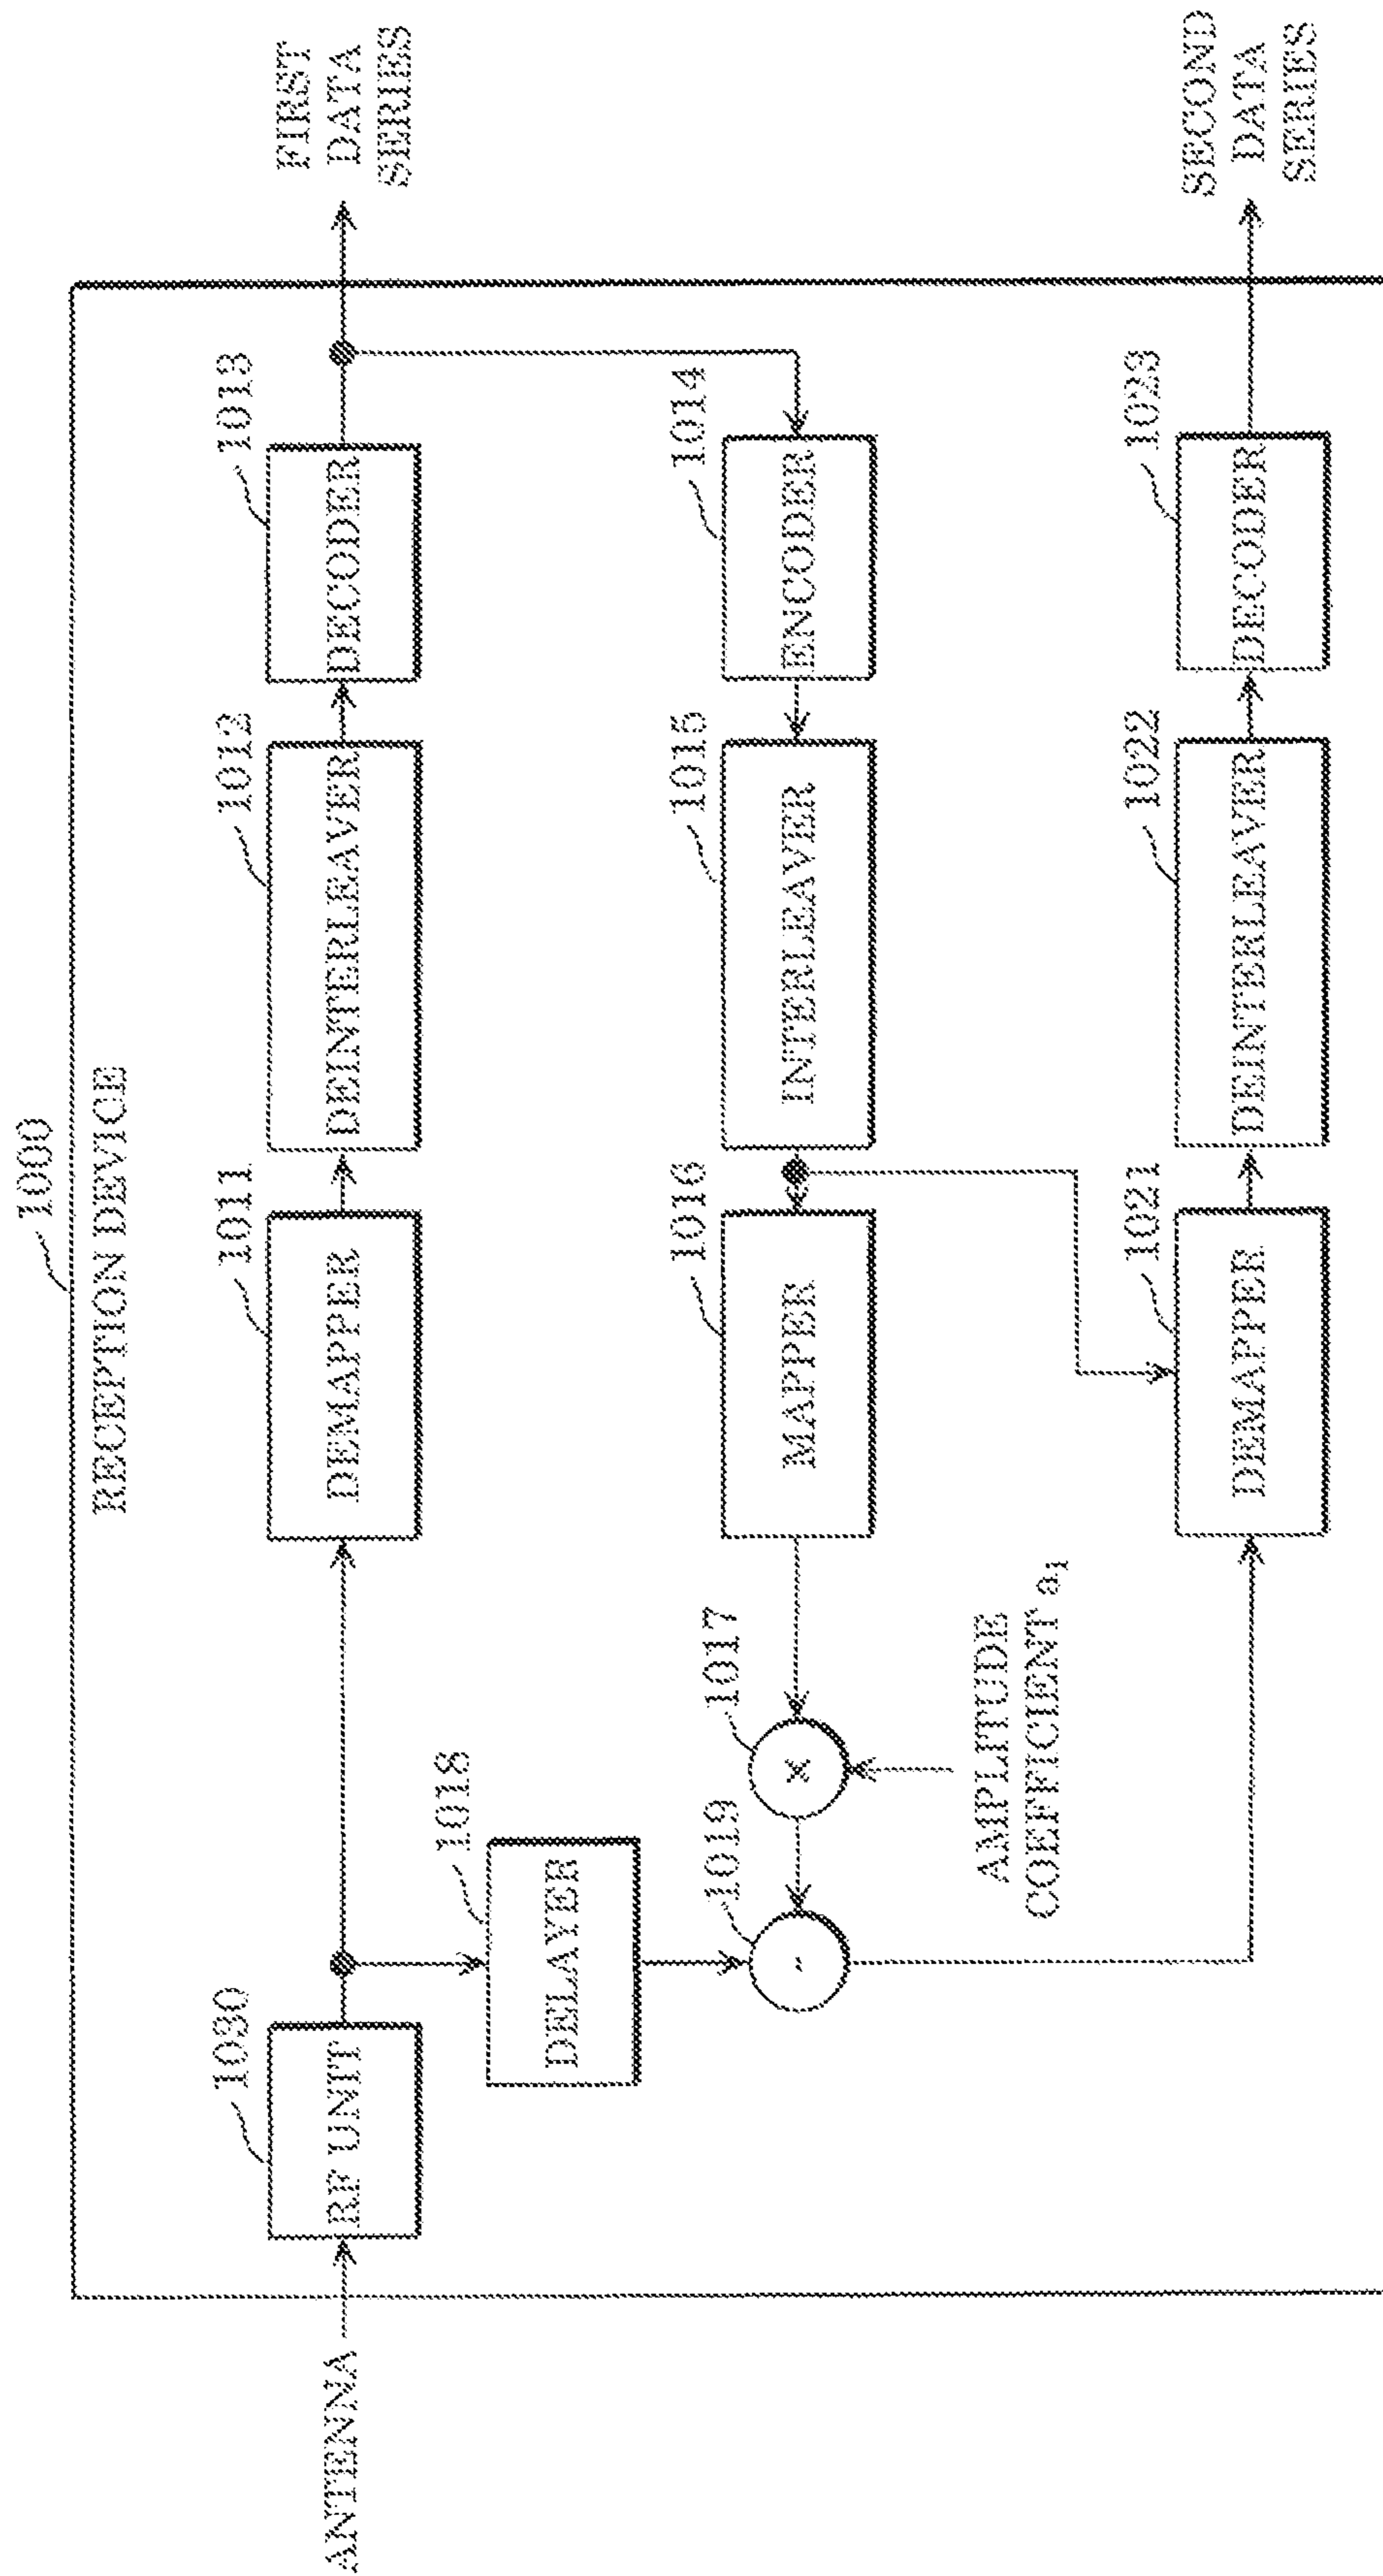 1000
RECEPTION DEVICE
ANTENNA
1030
RF UNIT
1011
DEMAPPER
1012
DEINTERLEAVER
1013
DECODER
FIRST
DATA
SERIES
1018
DELAYER
1019
-
1017
×
AMPLITUDE
COEFFICIENT a1
1016
MAPPER
1015
INTERLEAVER
1014
ENCODER
1021
DEMAPPER
1022
DEINTERLEAVER
1023
DECODER
SECOND
DATA
SERIES